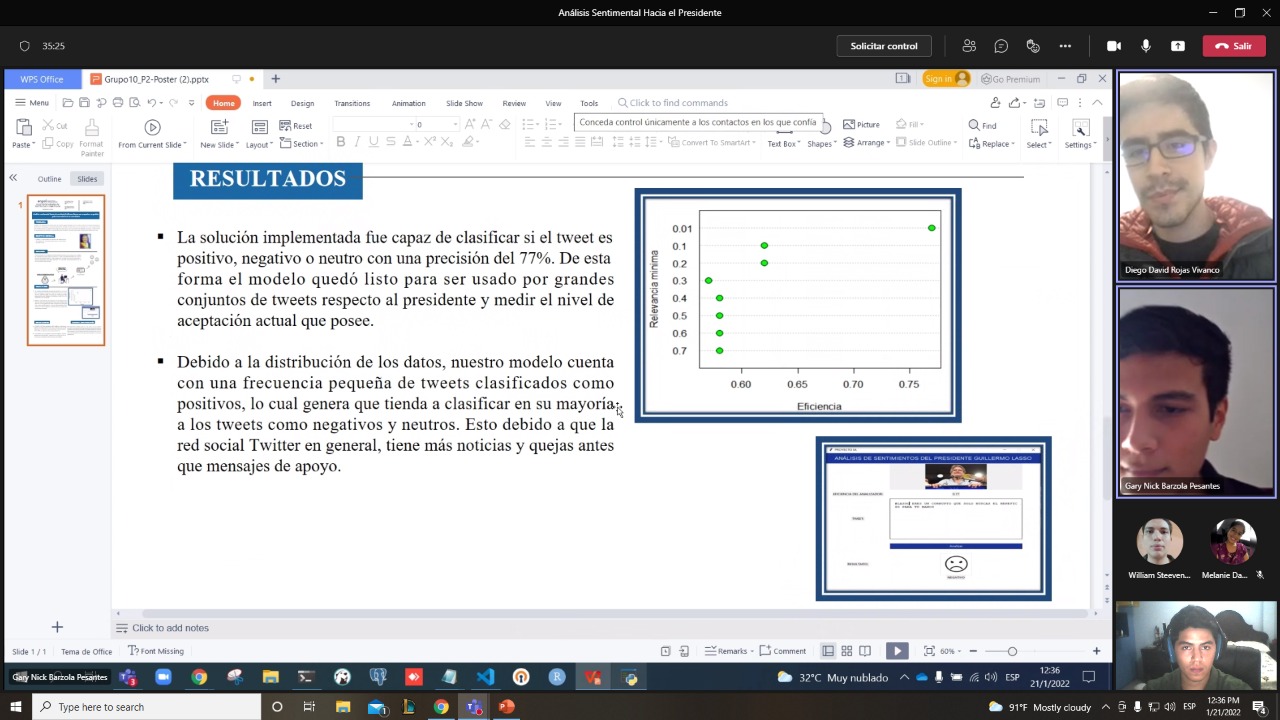 Análisis Sentimental Hacia el Presidente
35:25
Solicitar control
Salir
WPS Office
Grupo10_P2-Poster (2).pptx
Sign in
Go Premium
Menu
Home
Insert
Design
Transitions
Animation
Slide Show
Review
View
Tools
Click to find commands
Conceda control únicamente a los contactos en los que confía
Paste
Cut
Copy
Format
Painter
From Current Slide
New Slide
Layout
Reset
Section
0
Convert To SmartArt
Text Box
Shapes
Picture
Arrange
Fill
Slide Outline
Find
Replace
Select
Settings
Outline
Slides
1
RESULTADOS
La solución implementada fue capaz de clasificar si el tweet es
positivo, negativo o neutro con una precisión del 77%. De esta
forma el modelo quedó listo para ser usado por grandes
conjuntos de tweets respecto al presidente y medir el nivel de
aceptación actual que posee.
Debido a la distribución de los datos, nuestro modelo cuenta
con una frecuencia pequeña de tweets clasificados como
positivos, lo cual genera que tienda a clasificar en su mayoría
a los tweets como negativos y neutros. Esto debido a que la
red social Twitter en general, tiene más noticias y quejas antes
que mensajes de apoyo.
Relevancia minima
0.01
0.1
0.2
0.3
0.4
0.5
0.6
0.7
0.60
0.65
0.70
0.75
Eficiencia
ANÁLISIS DE SENTIMIENTOS DEL PRESIDENTE GUILLERMO LASSO
Diego David Rojas Vivanco
Gary Nick Barzola Pesantes
William Steeven...
Melanie Da...
Click to add notes
Slide 1 / 1
Tema de Office
Font Missing
Remarks
Comment
60%
Gary Nick Barzola Pesantes
32°C Muy nublado
ESP
12:36
21/1/2022
Type here to search
91°F Mostly cloudy
ESP
12:36 PM
1/21/2022